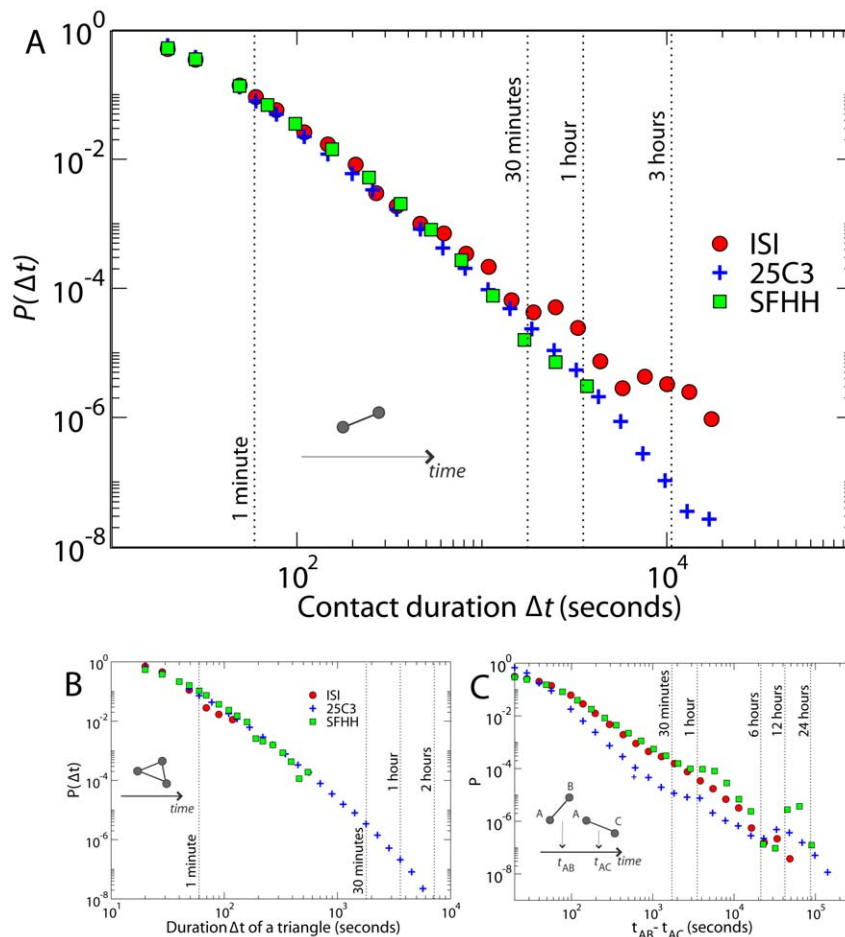 A
10^0
10^-2
10^-4
10^-6
10^-8
P(Δt)
1 minute
30 minutes
1 hour
3 hours
ISI
25C3
SFHH
time
10^2
10^4
Contact duration Δt (seconds)
B
10^0
10^-2
10^-4
10^-6
10^-8
P(Δt)
ISI
25C3
SFHH
time
1 minute
30 minutes
1 hour
2 hours
10^1
10^2
10^3
10^4
Duration Δt of a triangle (seconds)
C
10^0
10^-2
10^-4
10^-6
10^-8
P
30 minutes
1 hour
6 hours
12 hours
24 hours
A
B
A
C
t_AB
t_AC
time
10^2
10^3
10^4
10^5
t_AB - t_AC (seconds)